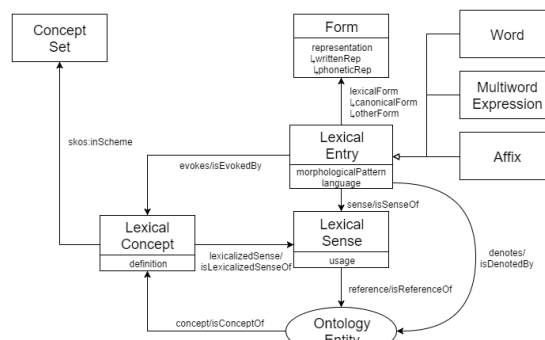 Concept
Set
Form
representation
↳writtenRep
↳phoneticRep
Word
Multiword
Expression
Affix
lexicalForm
↳canonicalForm
↳otherForm
skos:inScheme
Lexical
Entry
morphologicalPattern
language
evokes/isEvokedBy
sense/isSenseOf
Lexical
Concept
definition
lexicalizedSense/
isLexicalizedSenseOf
Lexical
Sense
usage
denotes/
isDenotedBy
reference/isReferenceOf
concept/isConceptOf
Ontology
Entity